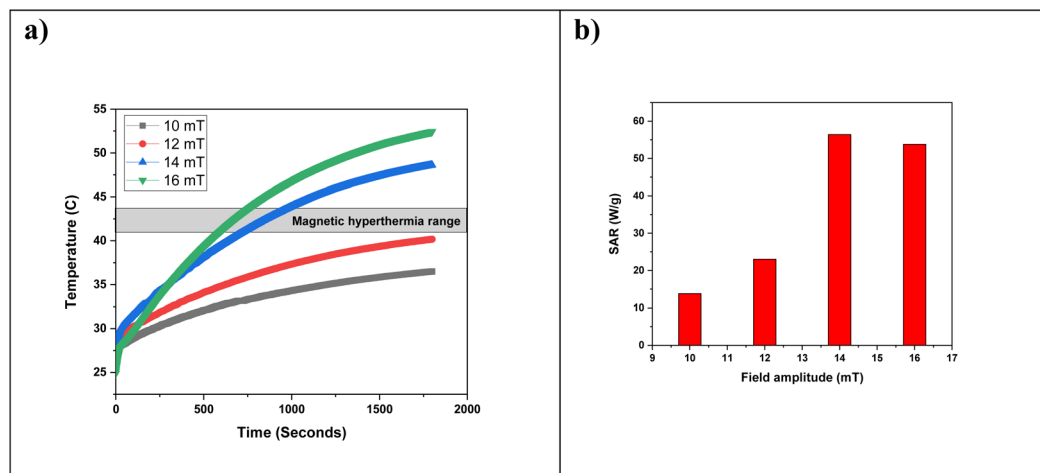 a)
55
50
45
40
35
30
25
Temperature (C)
10 mT
12 mT
14 mT
16 mT
Magnetic hyperthermia range
0 500 1000 1500 2000
Time (Seconds)
b)
60
50
40
30
20
10
0
SAR (W/g)
9 10 11 12 13 14 15 16 17
Field amplitude (mT)